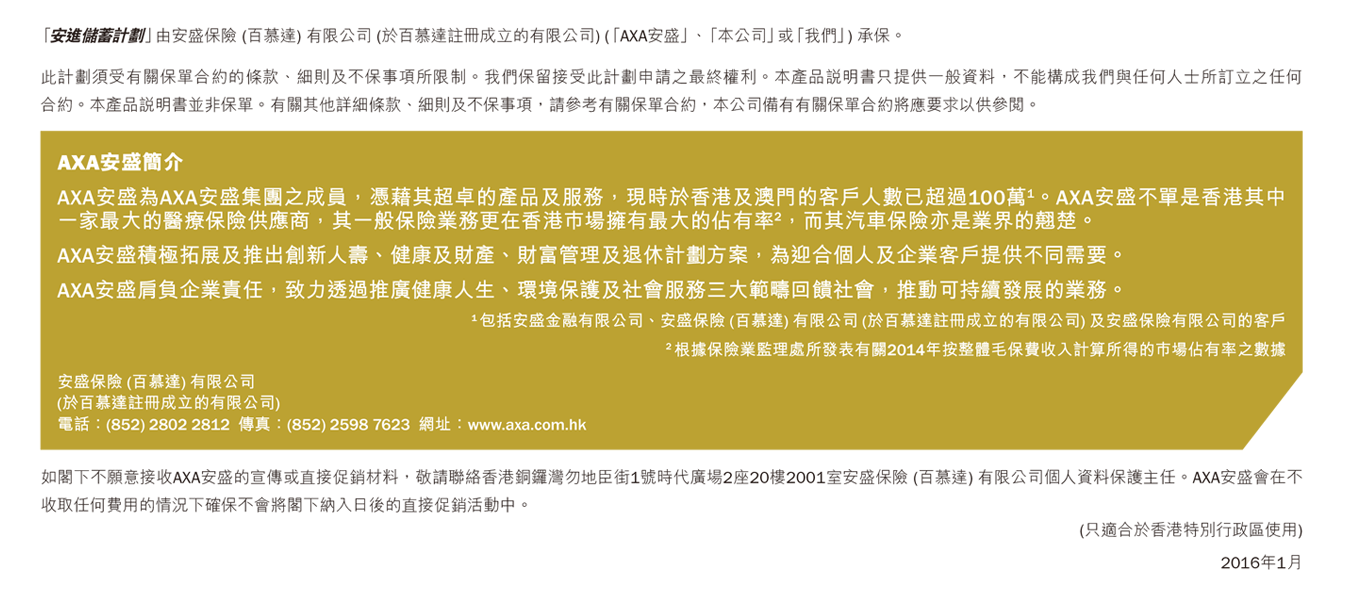 「安進儲蓄計劃」由安盛保險 (百慕達) 有限公司 (於百慕達註冊成立的有限公司) (「AXA安盛」、「本公司」或「我們」) 承保。
此計劃須受有關保單合約的條款、細則及不保事項所限制。我們保留接受此計劃申請之最終權利。本產品説明書只提供一般資料，不能構成我們與任何人士所訂立之任何
合約。本產品説明書並非保單。有關其他詳細條款、細則及不保事項，請參考有關保單合約，本公司備有有關保單合約將應要求以供參閱。
AXA安盛簡介
AXA安盛為AXA安盛集團之成員，憑藉其超卓的產品及服務，現時於香港及澳門的客戶人數已超過100萬¹。AXA安盛不單是香港其中
一家最大的醫療保險供應商，其一般保險業務更在香港市場擁有最大的佔有率²，而其汽車保險亦是業界的翹楚。
AXA安盛積極拓展及推出創新人壽、健康及財產、財富管理及退休計劃方案，為迎合個人及企業客戶提供不同需要。
AXA安盛肩負企業責任，致力透過推廣健康人生、環境保護及社會服務三大範疇回饋社會，推動可持續發展的業務。
¹ 包括安盛金融有限公司、安盛保險 (百慕達) 有限公司 (於百慕達註冊成立的有限公司) 及安盛保險有限公司的客戶
² 根據保險業監理處所發表有關2014年按整體毛保費收入計算所得的市場佔有率之數據
安盛保險 (百慕達) 有限公司
(於百慕達註冊成立的有限公司)
電話：(852) 2802 2812 傳真：(852) 2598 7623 網址：www.axa.com.hk
如閣下不願意接收AXA安盛的宣傳或直接促銷材料，敬請聯絡香港銅鑼灣勿地臣街1號時代廣場2座20樓2001室安盛保險 (百慕達) 有限公司個人資料保護主任。AXA安盛會在不
收取任何費用的情況下確保不會將閣下納入日後的直接促銷活動中。
(只適合於香港特別行政區使用)
2016年1月